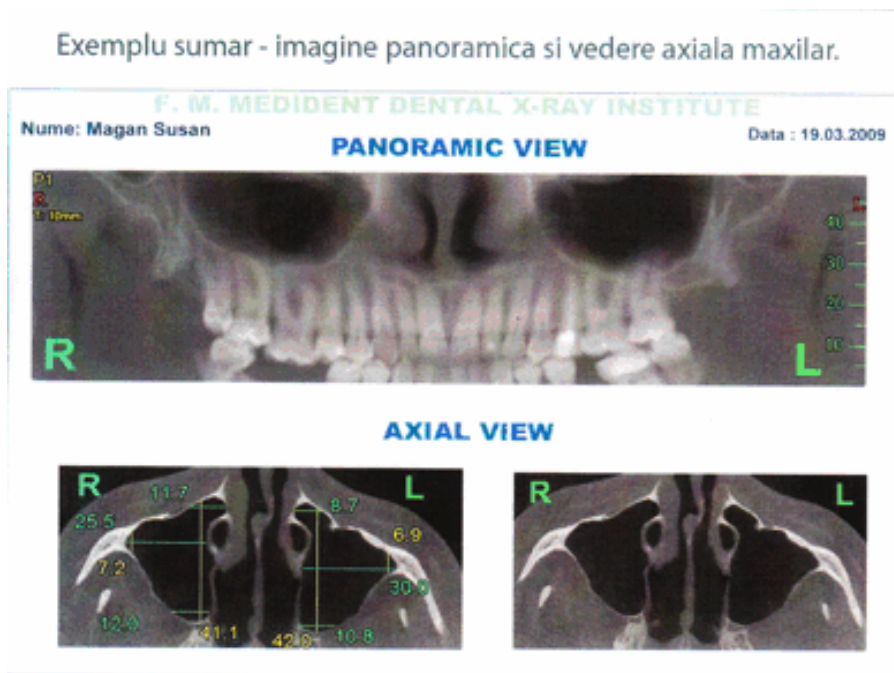 Exemplu sumar - imagine panoramica si vedere axiala maxilar.
F. M. MEDIDENT DENTAL X-RAY INSTITUTE
Nume: Magan Susan
Data : 19.03.2009
PANORAMIC VIEW
P1
R
T: 10mm
L
40
30
20
10
R
L
AXIAL VIEW
R
L
11.7
8.7
25.5
6.9
7.2
30.0
12.0
41.1
42.0
10.8
R
L